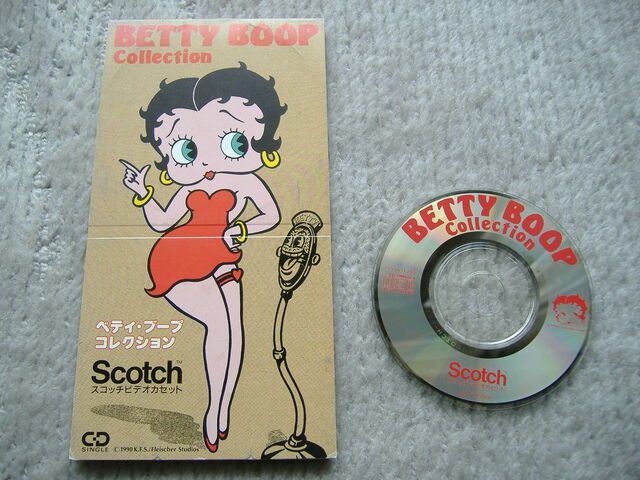 BETTY BOOP
Collection
ベティ・ブープ
コレクション
Scotch™
スコッチビデオカセット
CD
SINGLE
C 1990 K.F.S./Fleischer Studios
BETTY BOOP
Collection
Scotch